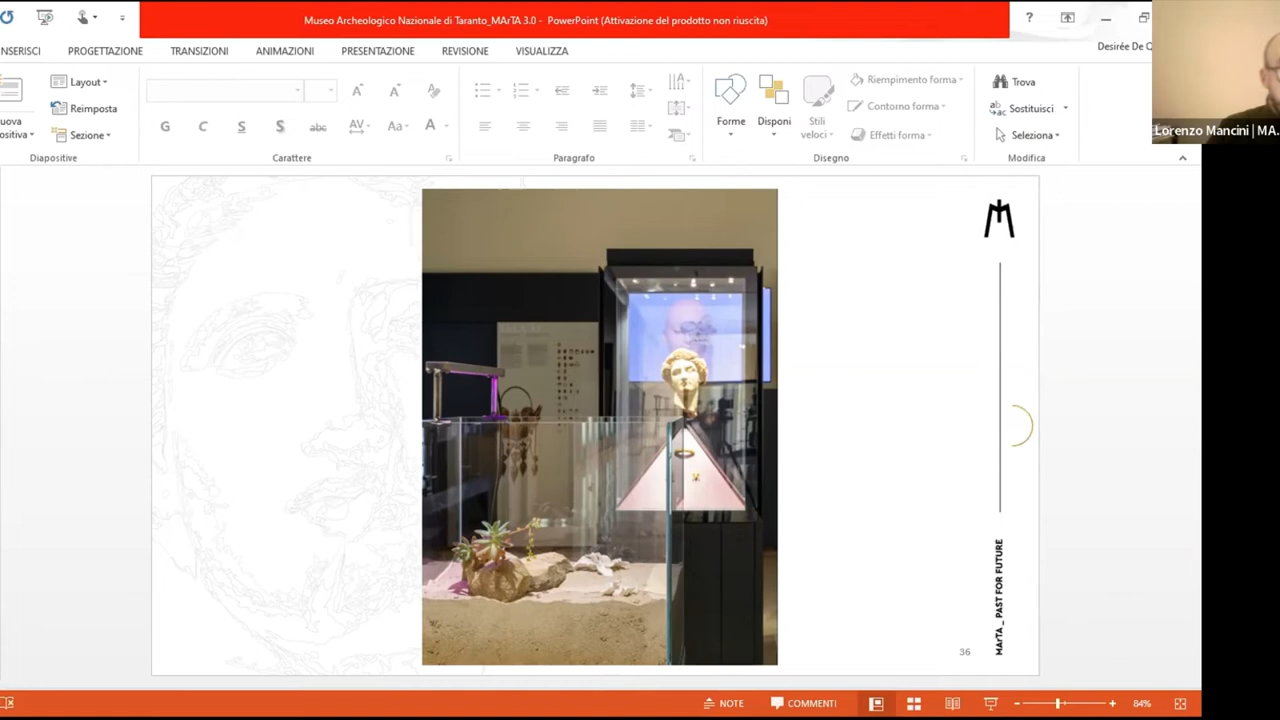 Museo Archeologico Nazionale di Taranto_MArTA 3.0 - PowerPoint (Attivazione del prodotto non riuscita)
?
NSERISCI PROGETTAZIONE TRANSIZIONI ANIMAZIONI PRESENTAZIONE REVISIONE VISUALIZZA
Desirée De Q
Layout
Reimposta
Sezione
uova
ositiva
G C S S abc AV Aa A
Forme
Disponi
Stili
veloci
Riempimento forma
Contorno forma
Effetti forma
Trova
Sostituisci
Seleziona
Diapositive Carattere Paragrafo Disegno Modifica
Lorenzo Mancini | MA.
MArTA _ PAST FOR FUTURE
36
NOTE COMMENTI 84%